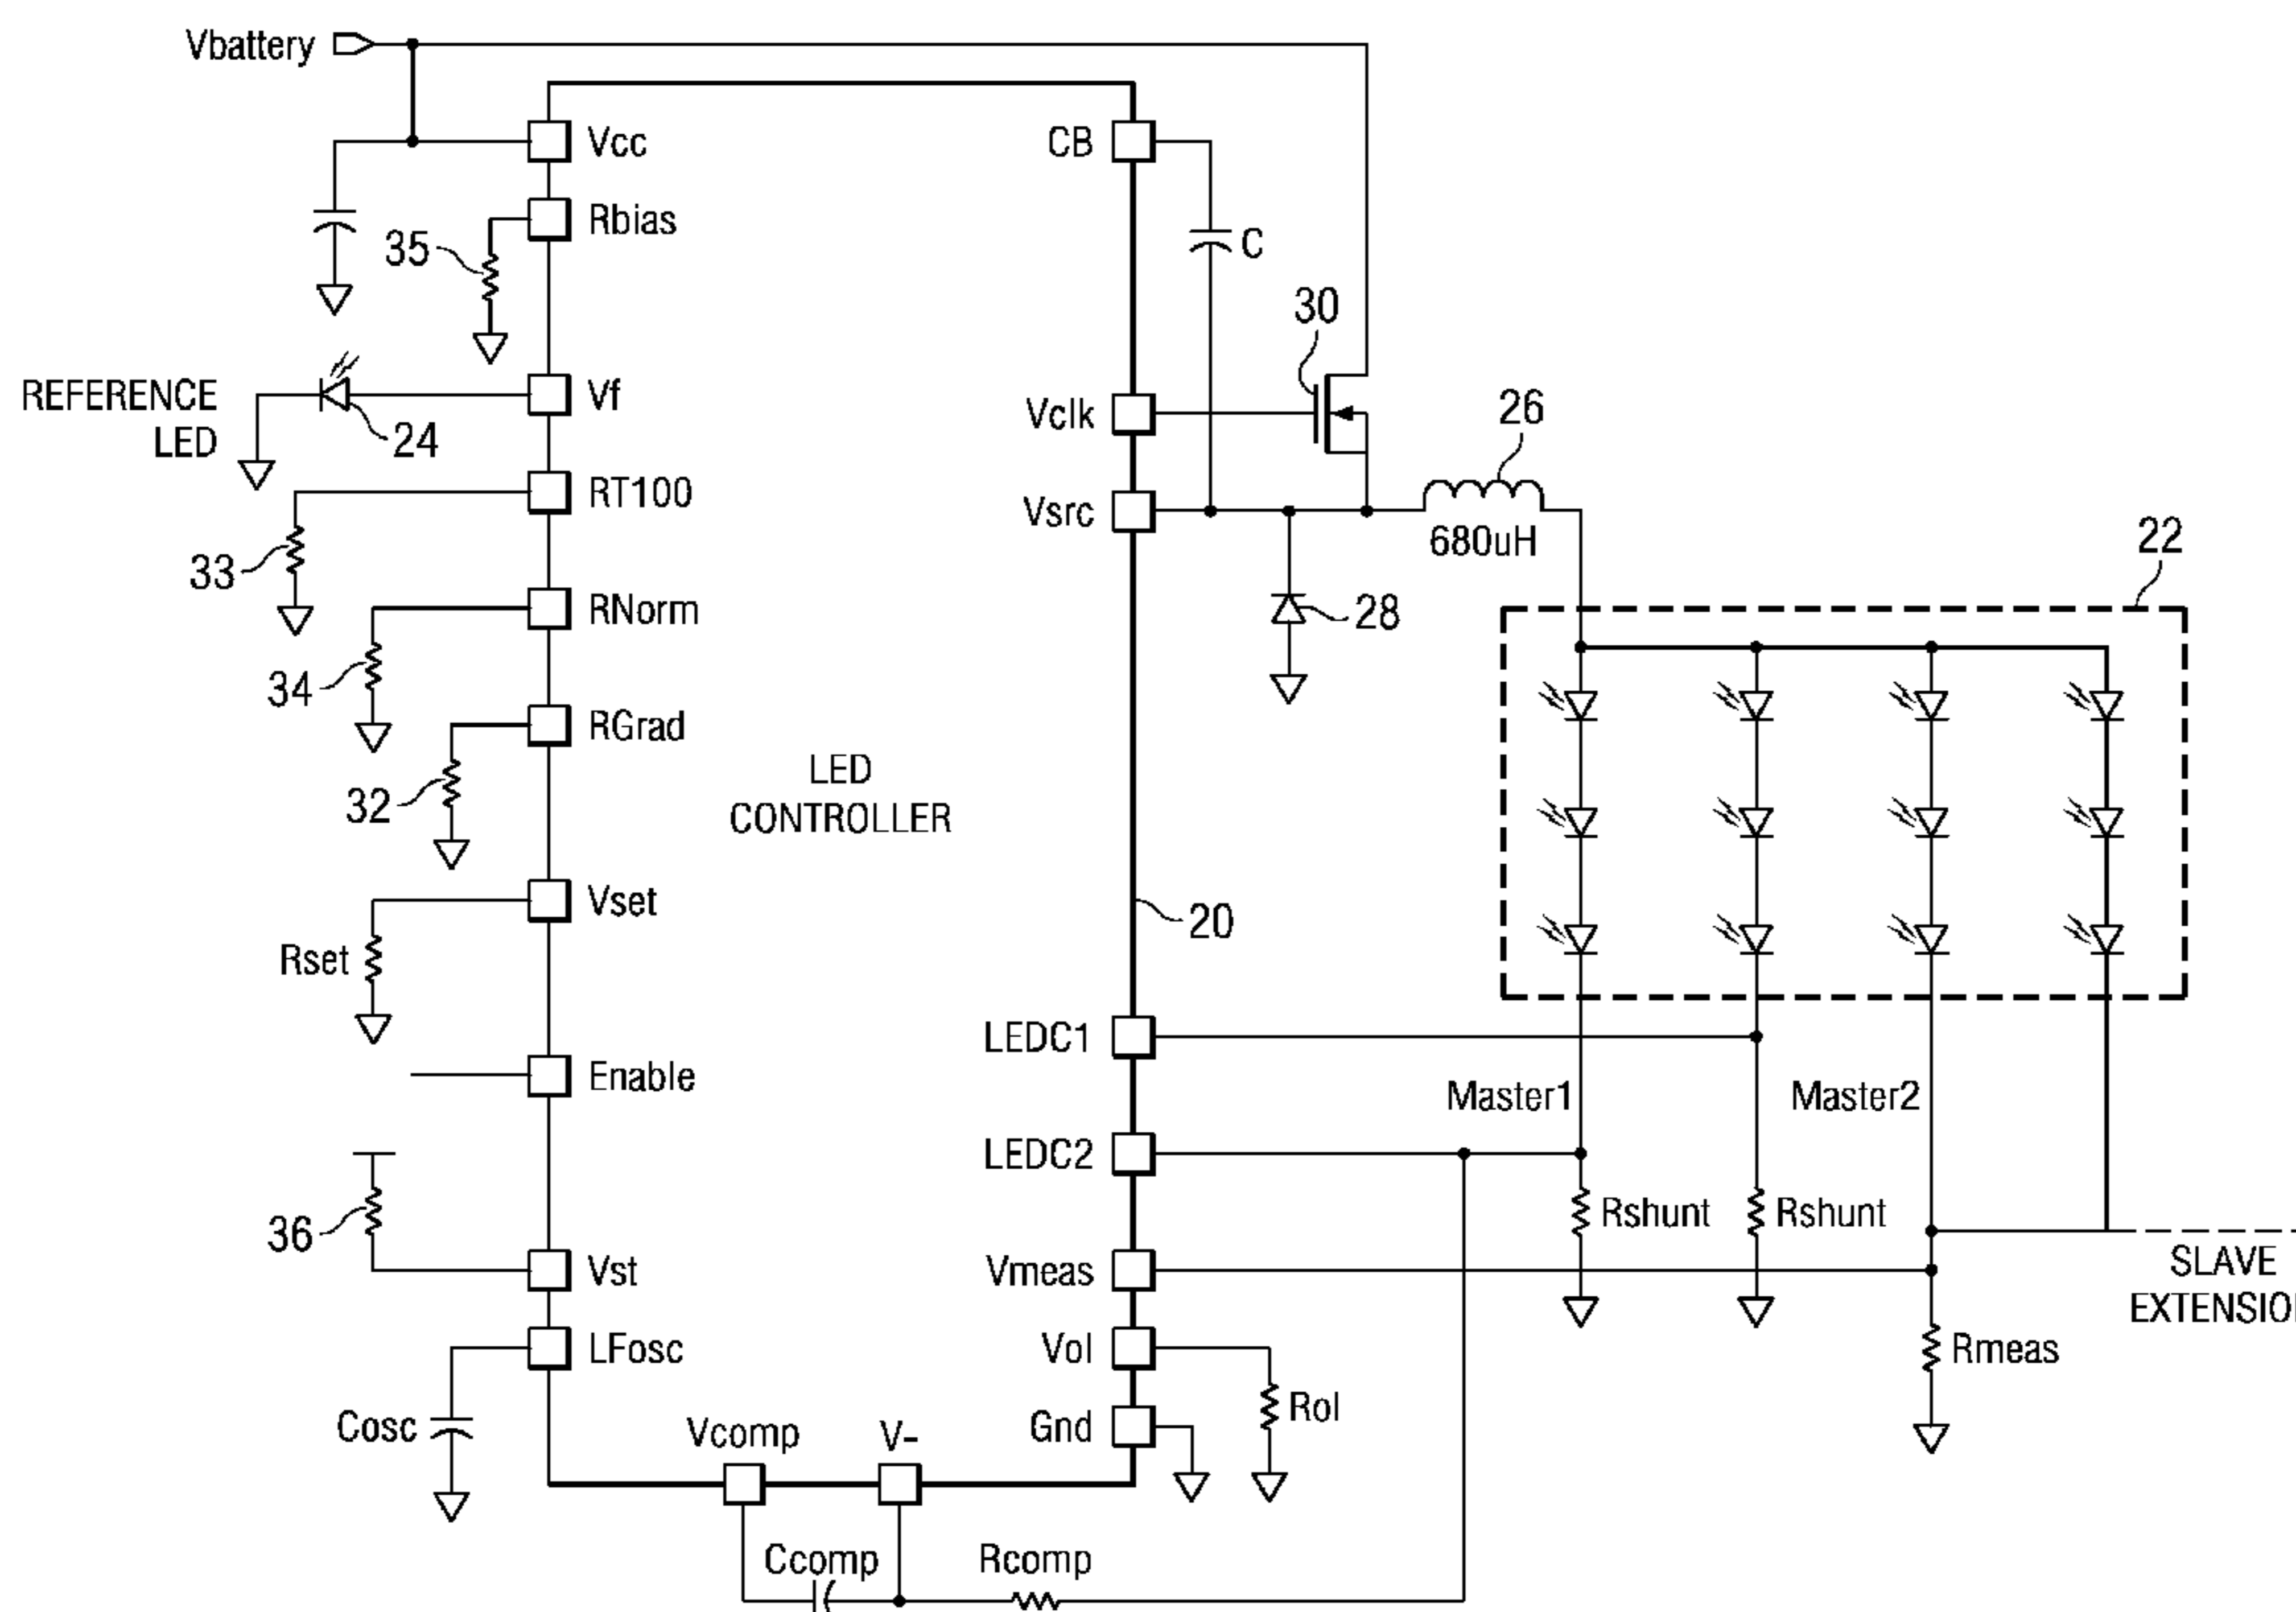 Vbattery
Vcc
CB
Rbias
35
C
30
REFERENCE
LED
24
Vf
Vclk
26
RT100
Vsrc
680uH
22
33
RNorm
28
34
RGrad
32
LED
CONTROLLER
Vset
20
Rset
LEDC1
Enable
Master1
Master2
LEDC2
36
Rshunt
Rshunt
Vst
Vmeas
SLAVE
LFosc
Vol
Rmeas
Cosc
Rol
Vcomp
V-
Gnd
Ccomp
Rcomp